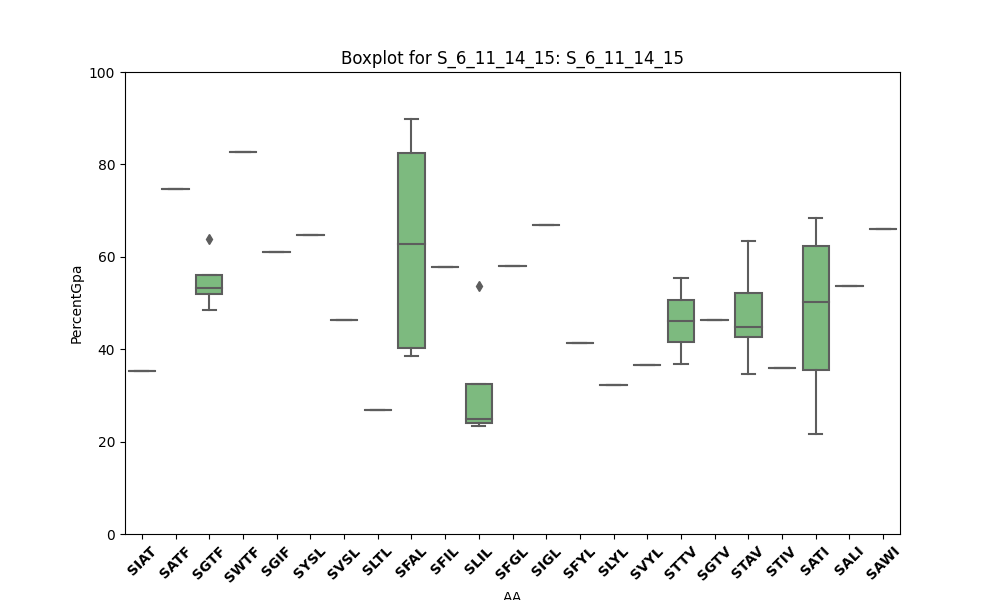 Boxplot for S_6_11_14_15: S_6_11_14_15
100
80
60
40
20
0
PercentGpa
SIAT SATF SGTF SWTF SGIF SYSL SVSL SLTL SFAL SFIL SLIL SFGL SIGL SFYL SLYL SVYL STTV SGTV STAV STIV SATI SALI SAWI
AA